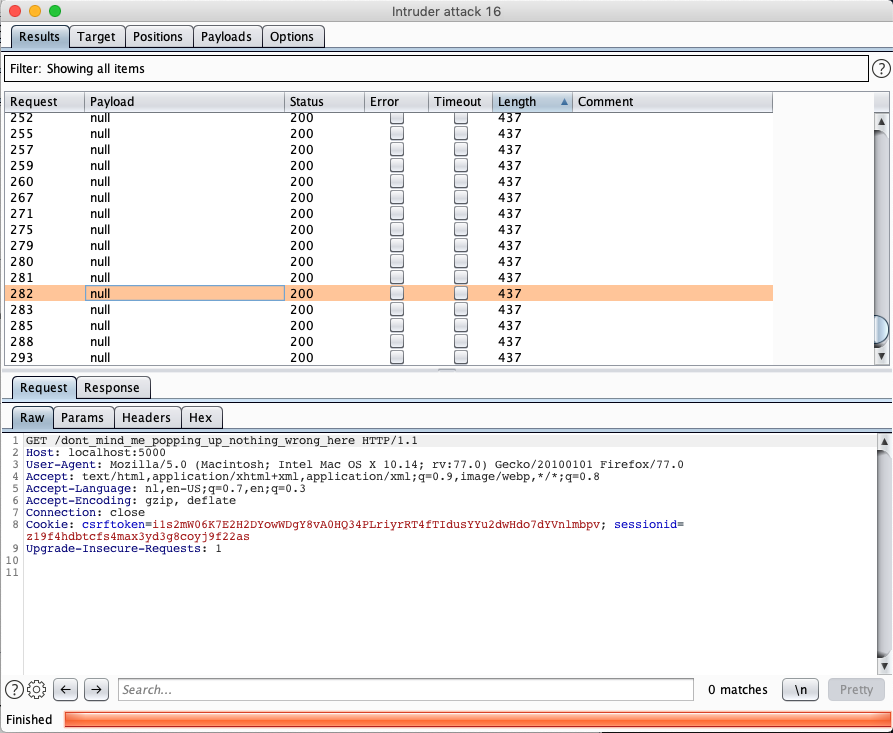 Intruder attack 16
Results Target Positions Payloads Options
Filter: Showing all items
?
Request Payload Status Error Timeout Length Comment
252 null 200 437
255 null 200 437
257 null 200 437
259 null 200 437
260 null 200 437
267 null 200 437
271 null 200 437
275 null 200 437
279 null 200 437
280 null 200 437
281 null 200 437
282 null 200 437
283 null 200 437
285 null 200 437
288 null 200 437
293 null 200 437
Request Response
Raw Params Headers Hex
1 GET /dont_mind_me_popping_up_nothing_wrong_here HTTP/1.1
2 Host: localhost:5000
3 User-Agent: Mozilla/5.0 (Macintosh; Intel Mac OS X 10.14; rv:77.0) Gecko/20100101 Firefox/77.0
4 Accept: text/html,application/xhtml+xml,application/xml;q=0.9,image/webp,*/*;q=0.8
5 Accept-Language: nl,en-US;q=0.7,en;q=0.3
6 Accept-Encoding: gzip, deflate
7 Connection: close
8 Cookie: csrftoken=i1s2mW06K7E2H2DYowWDgY8vA0HQ34PLriyrRT4fTIdusYYu2dwHdo7dYVnlmbpv; sessionid=
z19f4hdbtcfs4max3yd3g8coyj9f22as
9 Upgrade-Insecure-Requests: 1
10
11
? Search... 0 matches \n Pretty
Finished